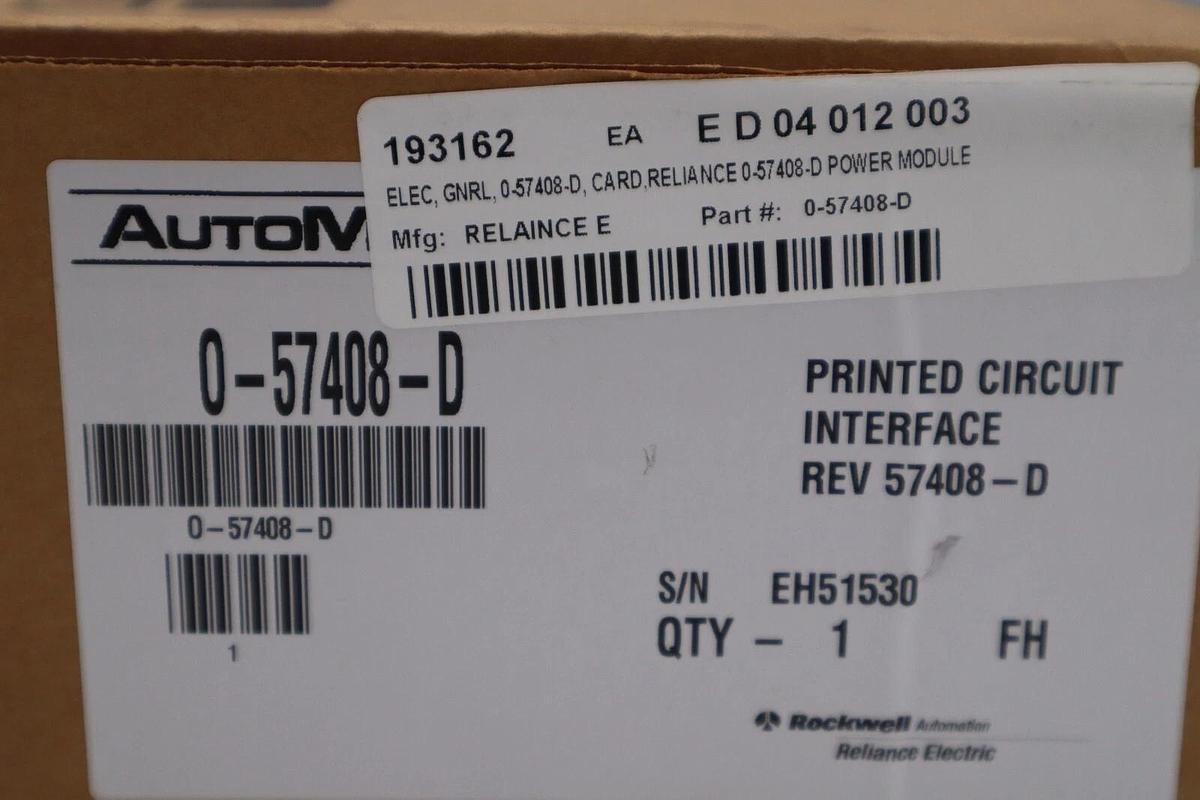 193162 EA E D 04 012 003
ELEC, GNRL, 0-57408-D, CARD,RELIANCE 0-57408-D POWER MODULE
Mfg: RELAINCE E Part #: 0-57408-D
AUTOM
0-57408-D
0-57408-D
1
PRINTED CIRCUIT
INTERFACE
REV 57408-D
S/N EH51530
QTY - 1 FH
Rockwell Automation
Reliance Electric